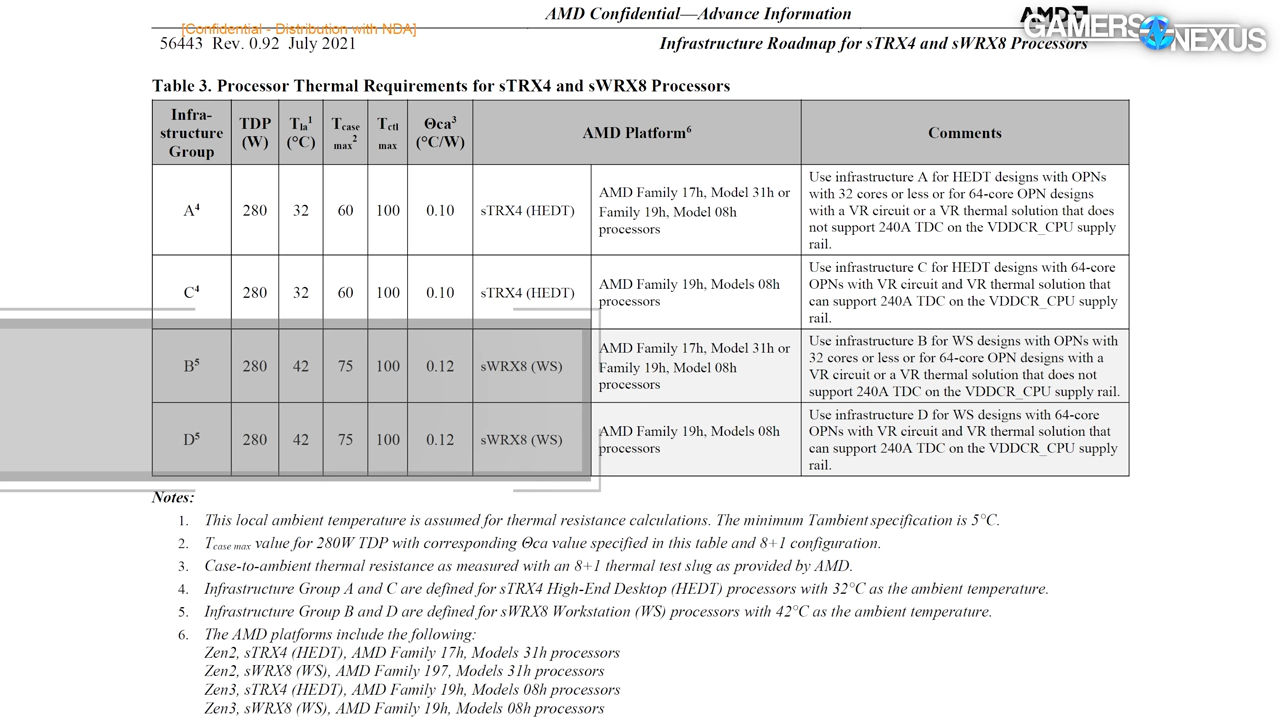 AMD Confidential—Advance Information
AMD
[Confidential - Distribution with NDA]
GAMERS NEXUS
56443 Rev. 0.92 July 2021
Infrastructure Roadmap for sTRX4 and sWRX8 Processors
Table 3. Processor Thermal Requirements for sTRX4 and sWRX8 Processors
Infra-
structure
Group
TDP
(W)
Tla1
(°C)
Tcase
max2
Tctl
max
Θca3
(°C/W)
AMD Platform6
Comments
A4
280
32
60
100
0.10
sTRX4 (HEDT)
AMD Family 17h, Model 31h or
Family 19h, Model 08h
processors
Use infrastructure A for HEDT designs with OPNs
with 32 cores or less or for 64-core OPN designs
with a VR circuit or a VR thermal solution that does
not support 240A TDC on the VDDCR_CPU supply
rail.
C4
280
32
60
100
0.10
sTRX4 (HEDT)
AMD Family 19h, Models 08h
processors
Use infrastructure C for HEDT designs with 64-core
OPNs with VR circuit and VR thermal solution that
can support 240A TDC on the VDDCR_CPU supply
rail.
B5
280
42
75
100
0.12
sWRX8 (WS)
AMD Family 17h, Model 31h or
Family 19h, Model 08h
processors
Use infrastructure B for WS designs with OPNs with
32 cores or less or for 64-core OPN designs with a
VR circuit or a VR thermal solution that does not
support 240A TDC on the VDDCR_CPU supply rail.
D5
280
42
75
100
0.12
sWRX8 (WS)
AMD Family 19h, Models 08h
processors
Use infrastructure D for WS designs with 64-core
OPNs with VR circuit and VR thermal solution that
can support 240A TDC on the VDDCR_CPU supply
rail.
Notes:
1. This local ambient temperature is assumed for thermal resistance calculations. The minimum Tambient specification is 5°C.
2. Tcase max value for 280W TDP with corresponding Θca value specified in this table and 8+1 configuration.
3. Case-to-ambient thermal resistance as measured with an 8+1 thermal test slug as provided by AMD.
4. Infrastructure Group A and C are defined for sTRX4 High-End Desktop (HEDT) processors with 32°C as the ambient temperature.
5. Infrastructure Group B and D are defined for sWRX8 Workstation (WS) processors with 42°C as the ambient temperature.
6. The AMD platforms include the following:
Zen2, sTRX4 (HEDT), AMD Family 17h, Models 31h processors
Zen2, sWRX8 (WS), AMD Family 197, Models 31h processors
Zen3, sTRX4 (HEDT), AMD Family 19h, Models 08h processors
Zen3, sWRX8 (WS), AMD Family 19h, Models 08h processors